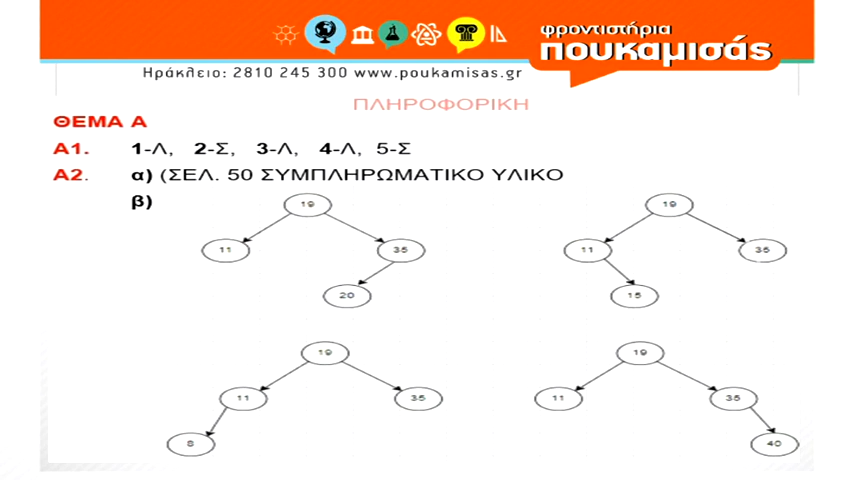 φροντιστήρια
πουκαμισάς
Ηράκλειο: 2810 245 300 www.poukamisas.gr
ΠΛΗΡΟΦΟΡΙΚΗ
ΘΕΜΑ Α
Α1. 1-Λ, 2-Σ, 3-Λ, 4-Λ, 5-Σ
Α2. α) (ΣΕΛ. 50 ΣΥΜΠΛΗΡΩΜΑΤΙΚΟ ΥΛΙΚΟ
β)
19
11 35
20
19
11 35
15
19
11 35
8
19
11 35
40